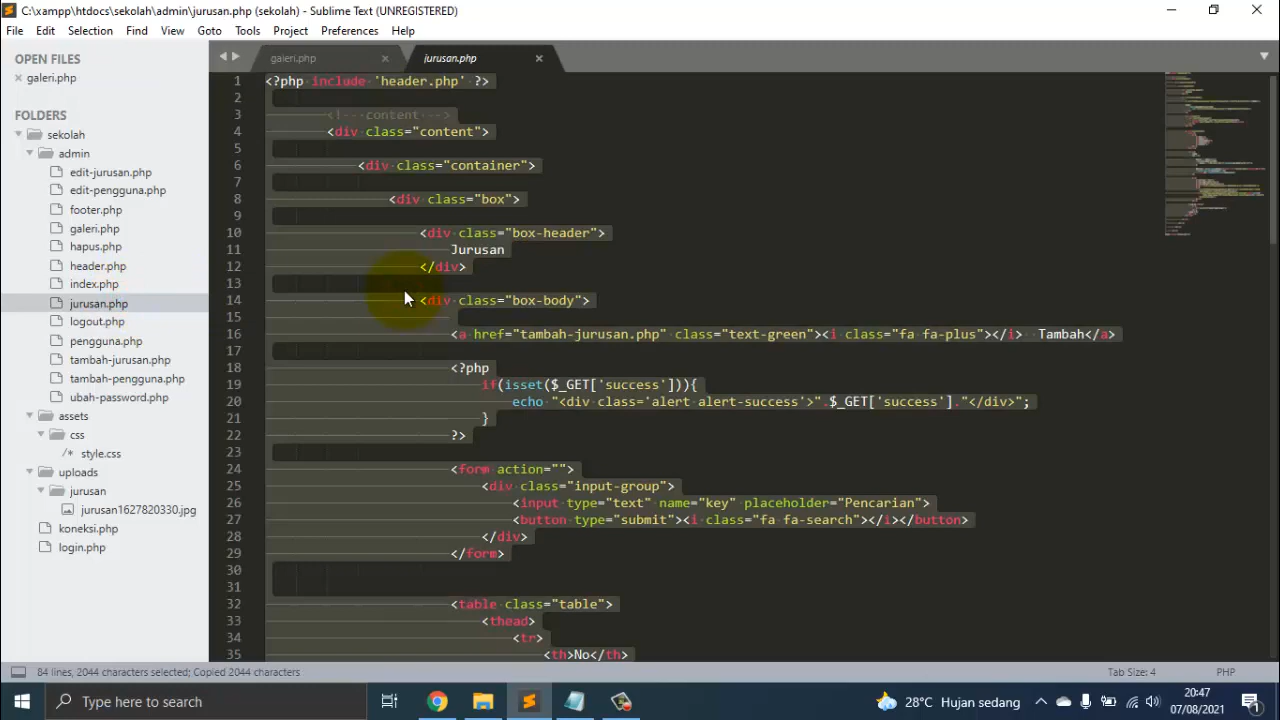 C:\xampp\htdocs\sekolah\admin\jurusan.php (sekolah) - Sublime Text (UNREGISTERED)
File Edit Selection Find View Goto Tools Project Preferences Help
OPEN FILES
galeri.php
FOLDERS
sekolah
admin
edit-jurusan.php
edit-pengguna.php
footer.php
galeri.php
hapus.php
header.php
index.php
jurusan.php
logout.php
pengguna.php
tambah-jurusan.php
tambah-pengguna.php
ubah-password.php
assets
css
/* style.css
uploads
jurusan
jurusan1627820330.jpg
koneksi.php
login.php
galeri.php jurusan.php
1 <?php include 'header.php' ?>
2
3 <!-- content -->
4 <div class="content">
5
6 <div class="container">
7
8 <div class="box">
9
10 <div class="box-header">
11 Jurusan
12 </div>
13
14 <div class="box-body">
15
16 <a href="tambah-jurusan.php" class="text-green"><i class="fa fa-plus"></i> Tambah</a>
17
18 <?php
19 if(isset($_GET['success'])){
20 echo "<div class='alert alert-success'>".$_GET['success']."</div>";
21 }
22 ?>
23
24 <form action="">
25 <div class="input-group">
26 <input type="text" name="key" placeholder="Pencarian">
27 <button type="submit"><i class="fa fa-search"></i></button>
28 </div>
29 </form>
30
31
32 <table class="table">
33 <thead>
34 <tr>
35 <th>No</th>
84 lines, 2044 characters selected; Copied 2044 characters Tab Size: 4 PHP
Type here to search 28°C Hujan sedang 20:47
07/08/2021
1